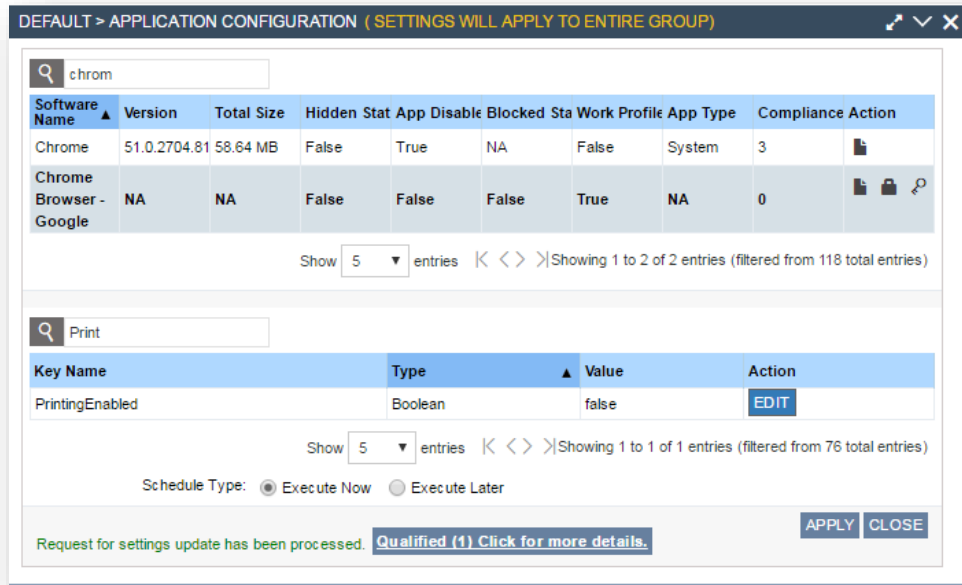 DEFAULT > APPLICATION CONFIGURATION ( SETTINGS WILL APPLY TO ENTIRE GROUP)
chrom
Software Name Version Total Size Hidden Stat App Disable Blocked Sta Work Profile App Type Compliance Action
Chrome 51.0.2704.81 58.64 MB False True NA False System 3
Chrome Browser - Google NA NA False False False True NA 0
Show 5 entries Showing 1 to 2 of 2 entries (filtered from 118 total entries)
Print
Key Name Type Value Action
PrintingEnabled Boolean false EDIT
Show 5 entries Showing 1 to 1 of 1 entries (filtered from 76 total entries)
Schedule Type: Execute Now Execute Later
APPLY CLOSE
Request for settings update has been processed. Qualified (1) Click for more details.